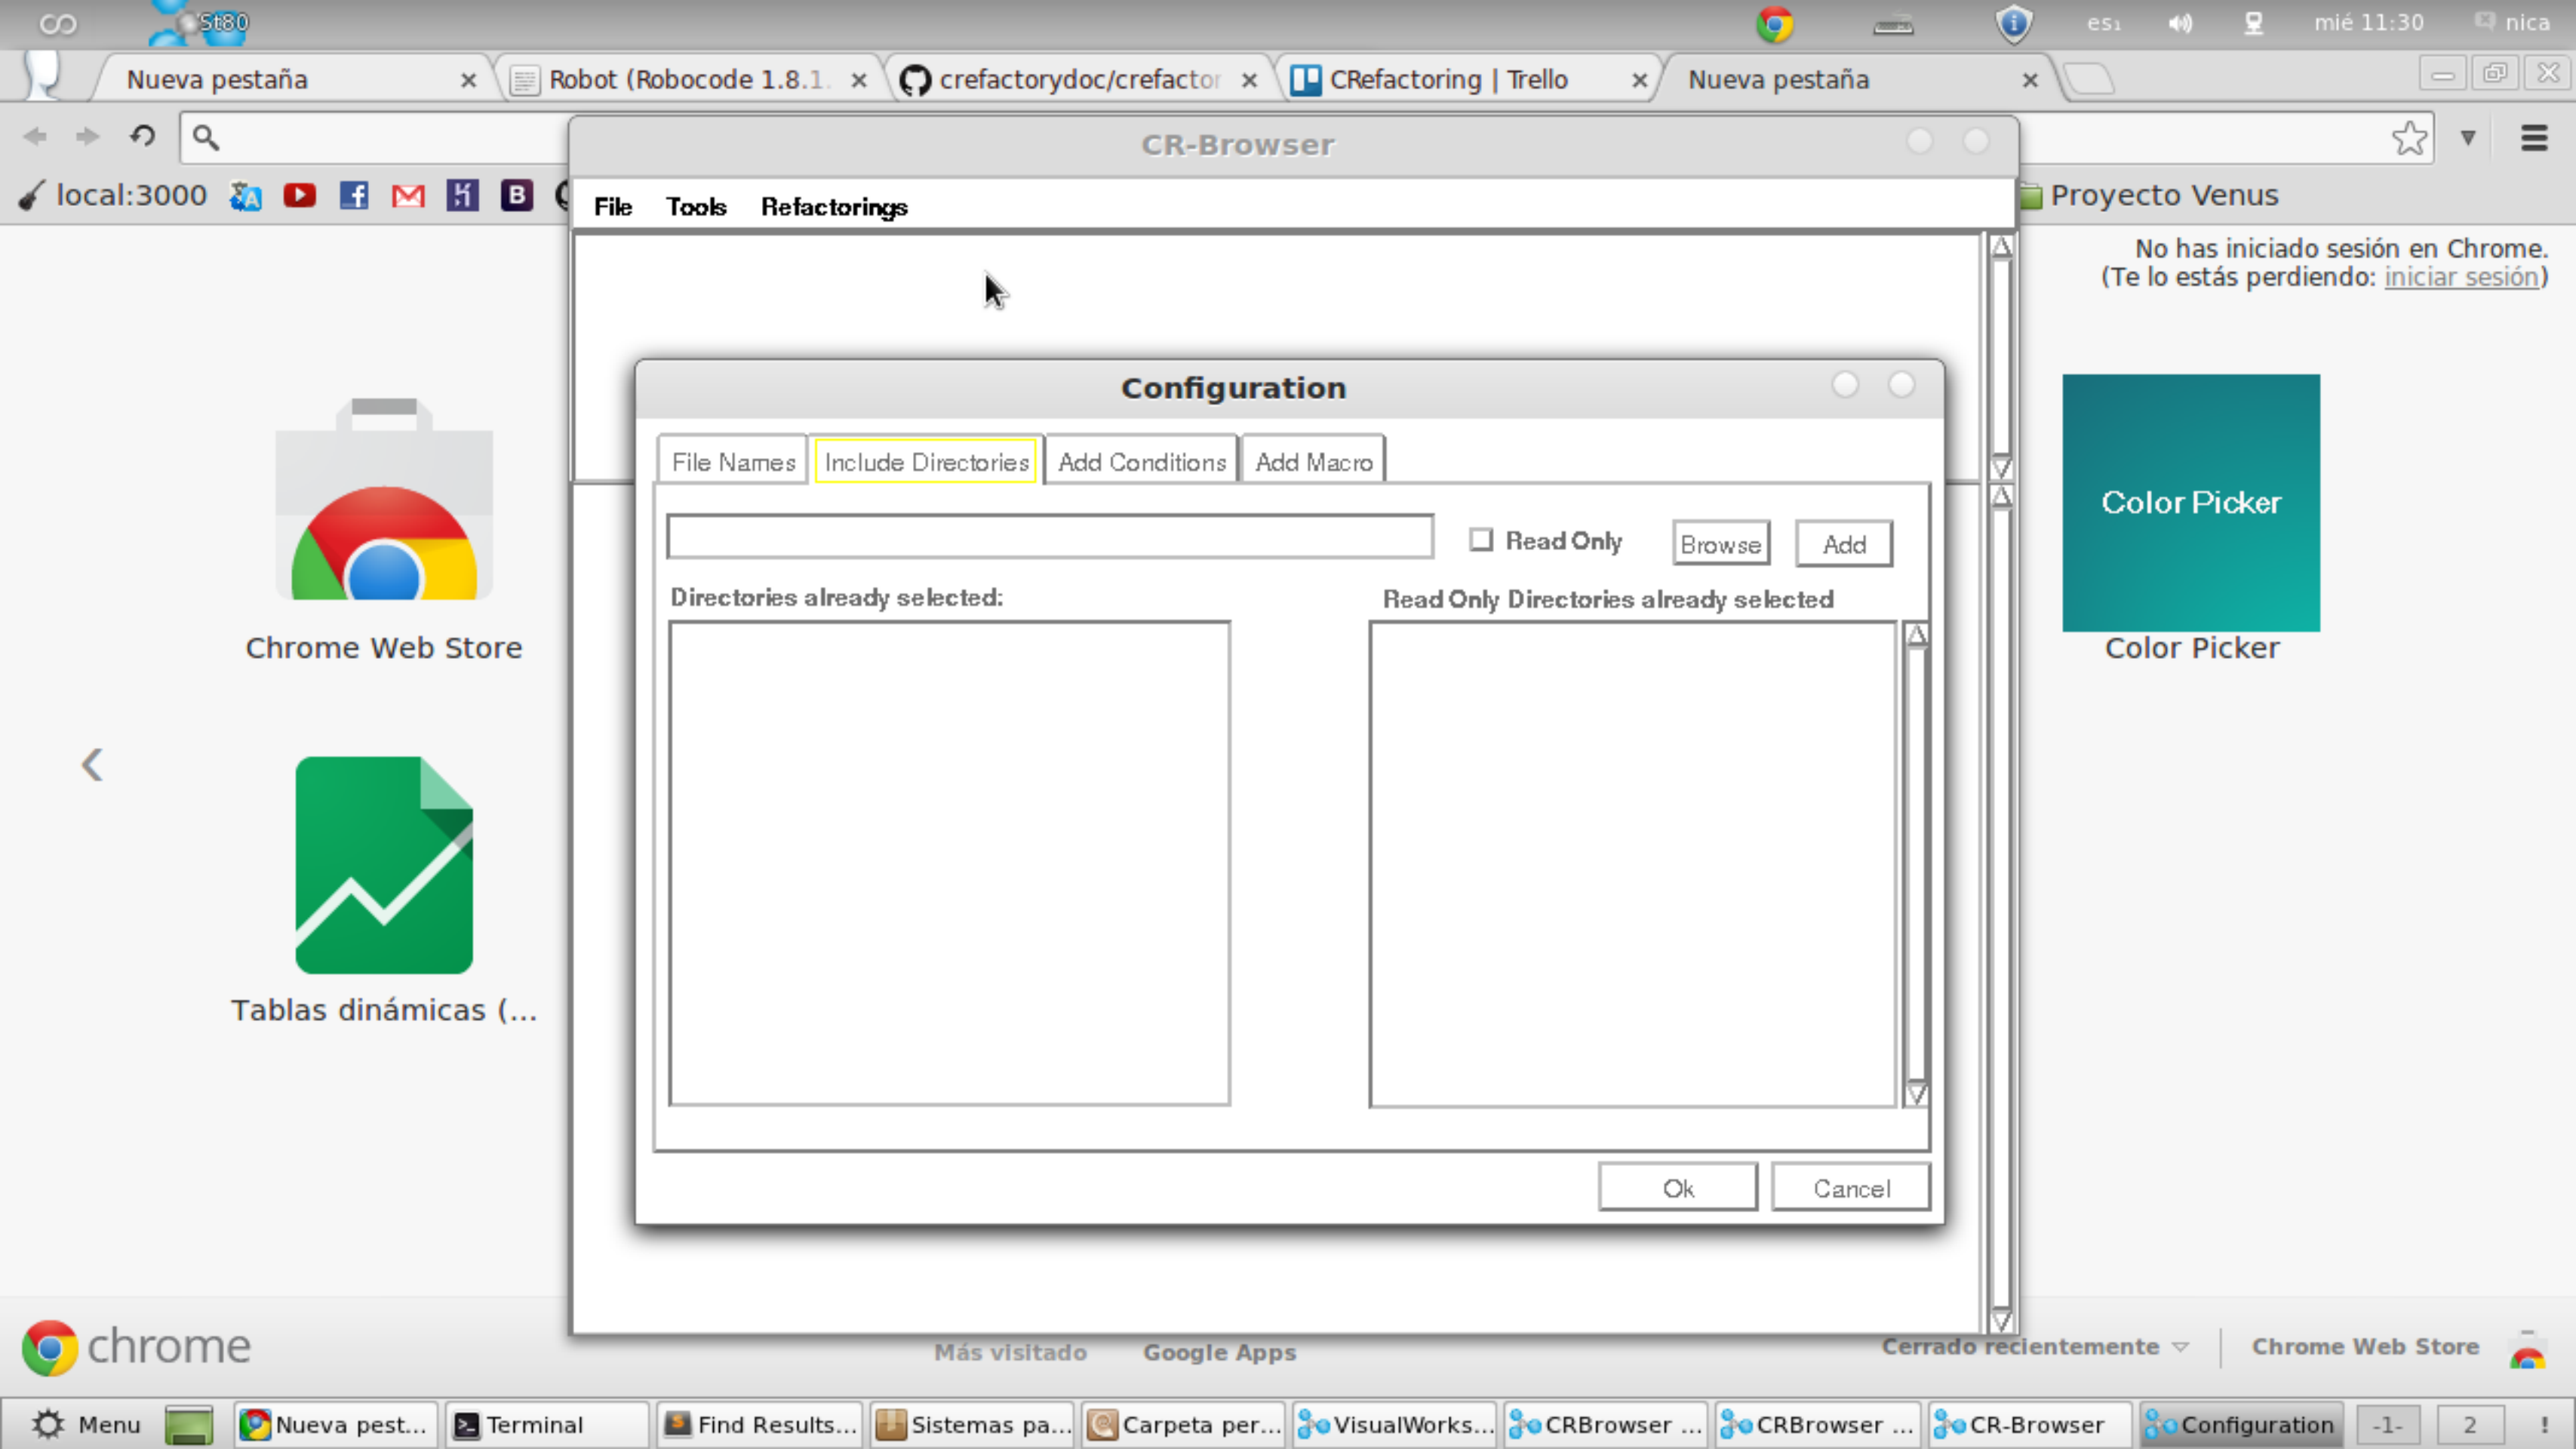 St80
es1
mié 11:30
nica
Nueva pestaña
Robot (Robocode 1.8.1.
crefactorydoc/crefactor
CRefactoring | Trello
Nueva pestaña
CR-Browser
local:3000
Proyecto Venus
File Tools Refactorings
No has iniciado sesión en Chrome.
(Te lo estás perdiendo: iniciar sesión)
Configuration
File Names
Include Directories
Add Conditions
Add Macro
Color Picker
Read Only
Browse
Add
Directories already selected:
Read Only Directories already selected
Chrome Web Store
Color Picker
Tablas dinámicas (...
Ok
Cancel
chrome
Más visitado
Google Apps
Cerrado recientemente
Chrome Web Store
Menu
Nueva pest...
Terminal
Find Results...
Sistemas pa...
Carpeta per...
VisualWorks...
CRBrowser ...
CRBrowser ...
CR-Browser
Configuration
-1-
2
!